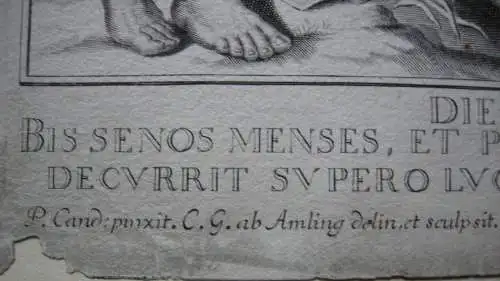 DIE
BIS SENOS MENSES, ET P
DECVRRIT SVPERO LVC
P. Cand: pinxit. C. G. ab Amling delin. et sculpsit.